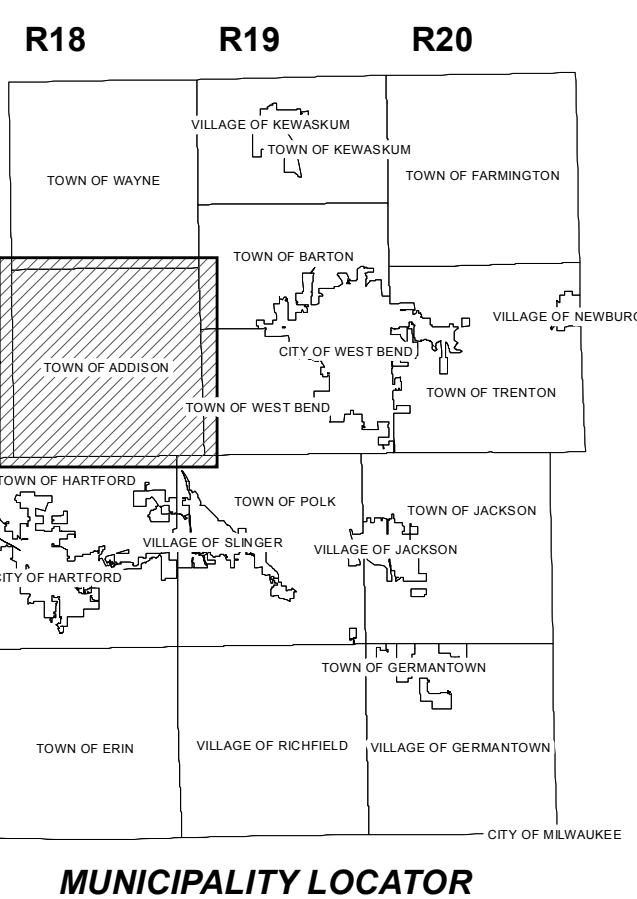 R18 R19 R20
VILLAGE OF KEWASKUM
TOWN OF KEWASKUM
TOWN OF WAYNE
TOWN OF FARMINGTON
TOWN OF BARTON
VILLAGE OF NEWBURG
CITY OF WEST BEND
TOWN OF ADDISON
TOWN OF TRENTON
TOWN OF WEST BEND
TOWN OF HARTFORD
TOWN OF POLK
TOWN OF JACKSON
VILLAGE OF SLINGER
VILLAGE OF JACKSON
CITY OF HARTFORD
TOWN OF GERMANTOWN
TOWN OF ERIN
VILLAGE OF RICHFIELD
VILLAGE OF GERMANTOWN
CITY OF MILWAUKEE
MUNICIPALITY LOCATOR